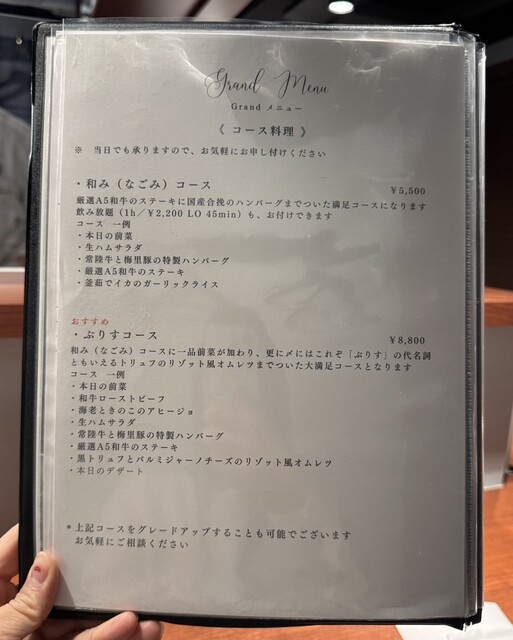 Grand Menu
Grand メニュー
《 コース料理 》
※ 当日でも承りますので、お気軽にお申し付けください
・和み（なごみ）コース
¥5,500
厳選A5和牛のステーキに国産合挽のハンバーグまでついた満足コースになります
飲み放題（1h／¥2,200 LO 45min）も、お付けできます
コース 一例
・本日の前菜
・生ハムサラダ
・常陸牛と梅里豚の特製ハンバーグ
・厳選A5和牛のステーキ
・釜茹でイカのガーリックライス
おすすめ
・ぶりすコース
¥8,800
和み（なごみ）コースに一品前菜が加わり、更に〆にはこれぞ「ぶりす」の代名詞
ともいえるトリュフのリゾット風オムレツまでついた大満足コースとなります
コース 一例
・本日の前菜
・和牛ローストビーフ
・海老ときのこのアヒージョ
・生ハムサラダ
・常陸牛と梅里豚の特製ハンバーグ
・厳選A5和牛のステーキ
・黒トリュフとパルミジャーノチーズのリゾット風オムレツ
・本日のデザート
＊上記コースをグレードアップすることも可能でございます
お気軽にご相談ください